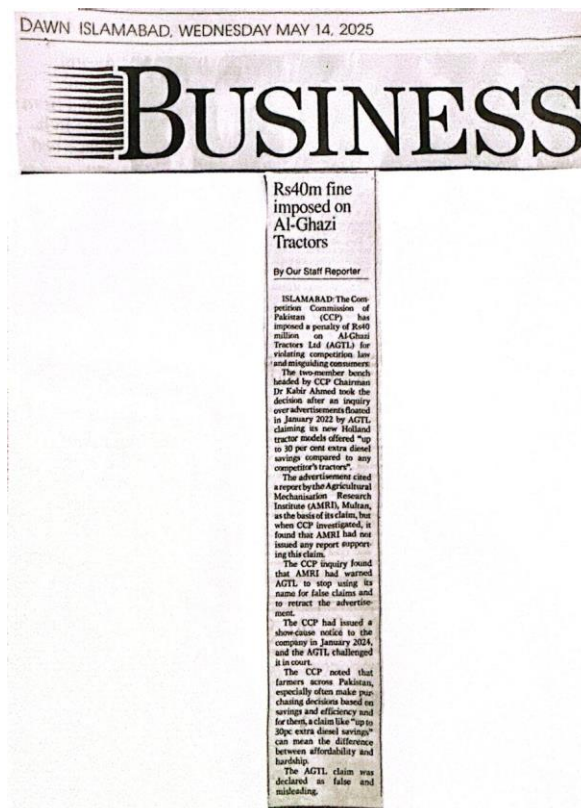 DAWN ISLAMABAD, WEDNESDAY MAY 14, 2025
BUSINESS
Rs40m fine
imposed on
Al-Ghazi
Tractors
By Our Staff Reporter
ISLAMABAD: The Com-
petition Commission of
Pakistan (CCP) has
imposed a penalty of Rs40
million on Al-Ghazi
Tractors Ltd (AGTL) for
violating competition law
and misguiding consumers.
The two-member bench
headed by CCP Chairman
Dr Kabir Ahmed took the
decision after an inquiry
over advertisements floated
in January 2022 by AGTL
claiming its new Holland
tractor models offered "up
to 30 per cent extra diesel
savings compared to any
competitor's tractors".
The advertisement cited
a report by the Agricultural
Mechanisation Research
Institute (AMRI), Multan,
as the basis of its claim, but
when CCP investigated, it
found that AMRI had not
issued any report support-
ing this claim.
The CCP inquiry found
that AMRI had warned
AGTL to stop using its
name for false claims and
to retract the advertise-
ment.
The CCP had issued a
show-cause notice to the
company in January 2024,
and the AGTL challenged
it in court.
The CCP noted that
farmers across Pakistan,
especially often make pur-
chasing decisions based on
savings and efficiency and
for them, a claim like "up to
30pc extra diesel savings"
can mean the difference
between affordability and
hardship.
The AGTL claim was
declared as false and
misleading.